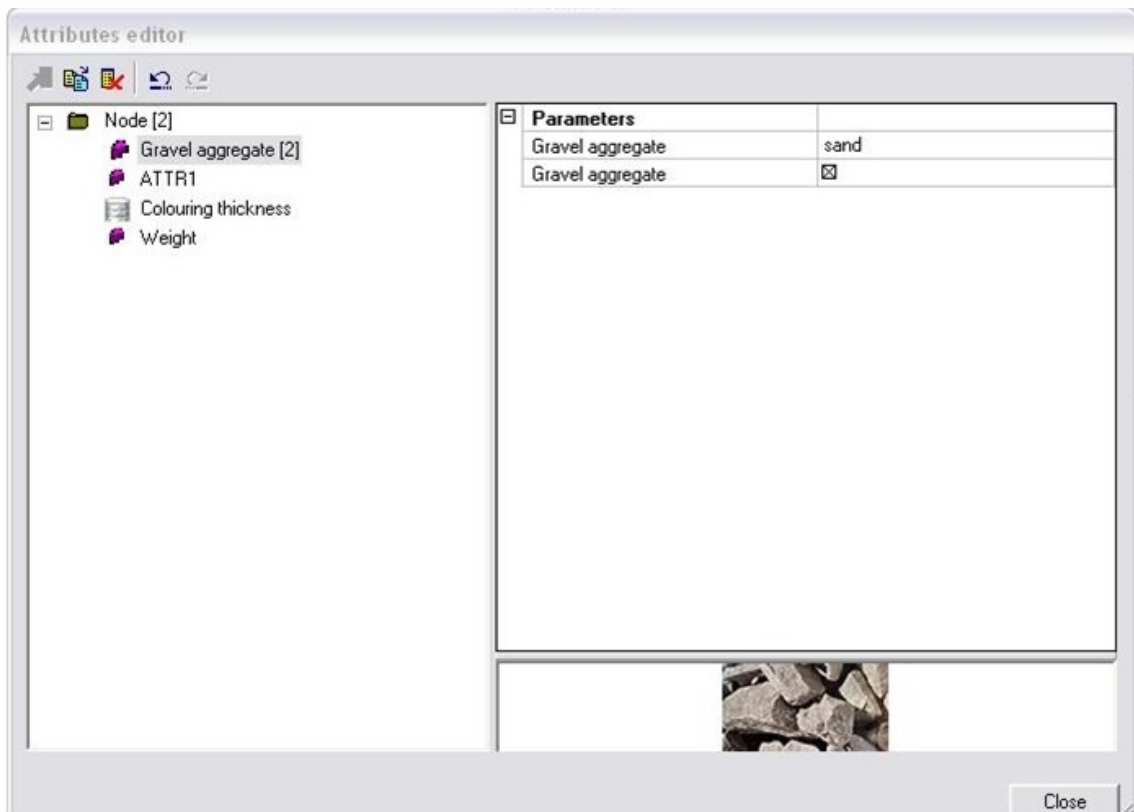 Attributes editor
Node [2]
Gravel aggregate [2]
ATTR1
Colouring thickness
Weight
Parameters
Gravel aggregate sand
Gravel aggregate
Close